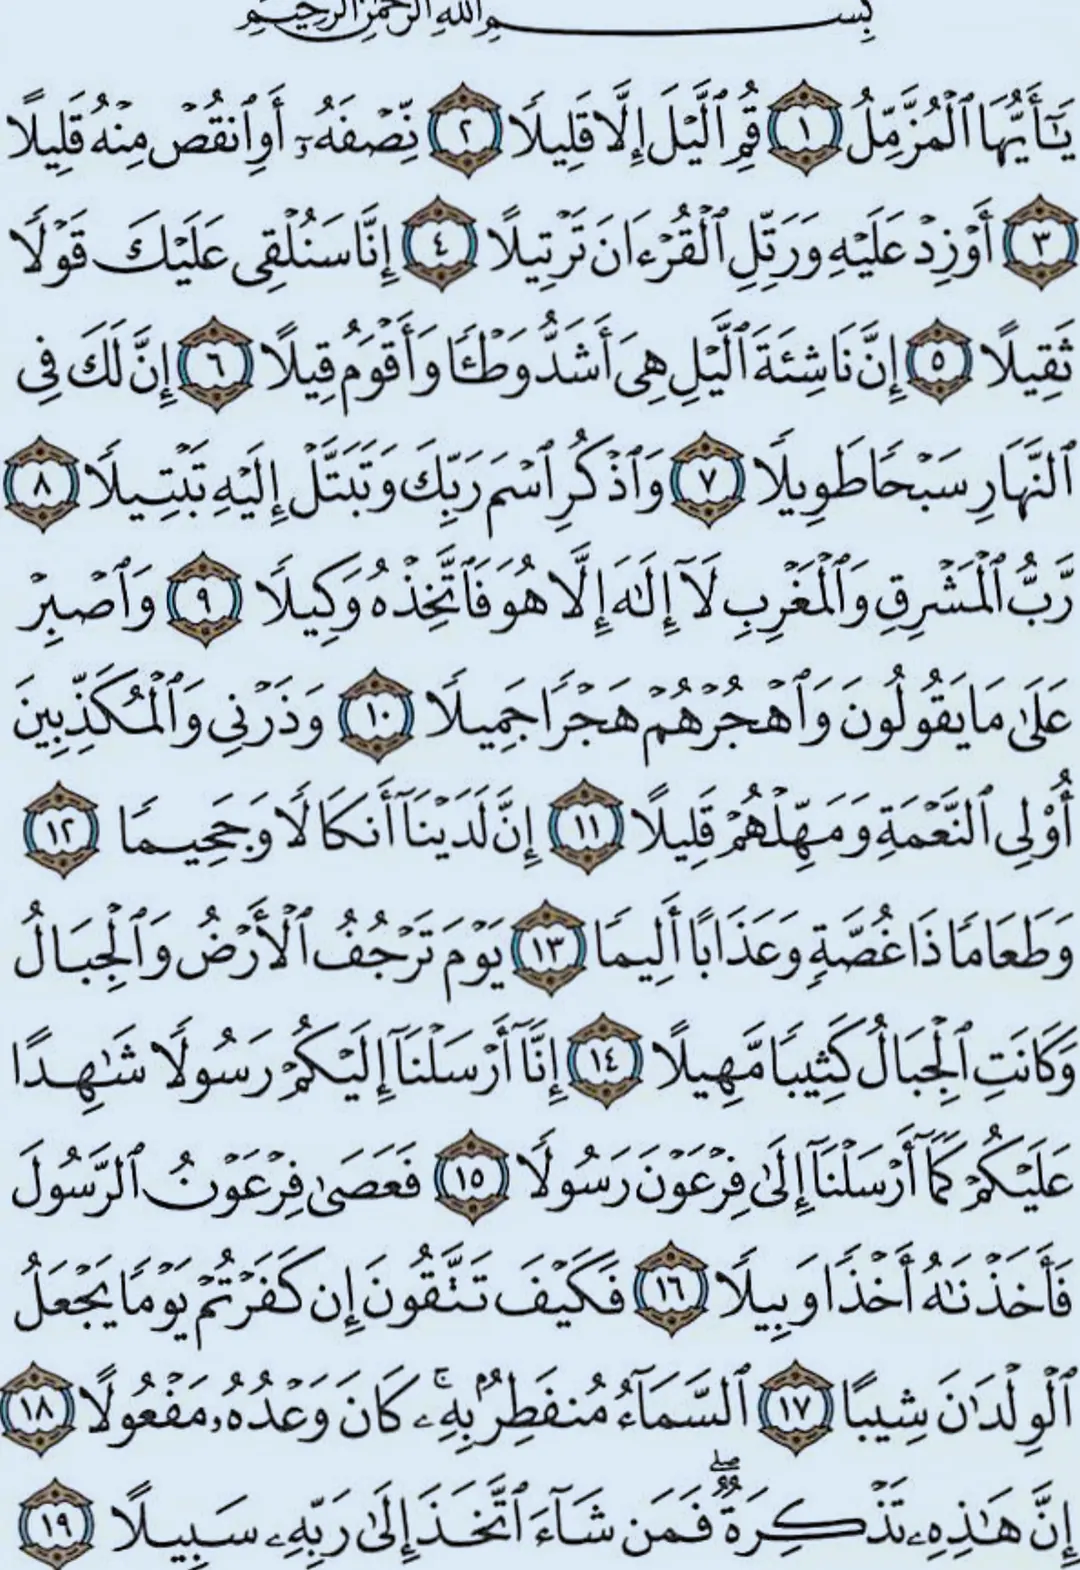 بِسْمِ ٱللَّهِ ٱلرَّحْمَٰنِ ٱلرَّحِيمِ
يَٰٓأَيُّهَا ٱلْمُزَّمِّلُ ١ قُمِ ٱلَّيْلَ إِلَّا قَلِيلًا ٢ نِّصْفَهُۥٓ أَوِ ٱنقُصْ مِنْهُ قَلِيلًا
٣ أَوْ زِدْ عَلَيْهِ وَرَتِّلِ ٱلْقُرْءَانَ تَرْتِيلًا ٤ إِنَّا سَنُلْقِى عَلَيْكَ قَوْلًا
ثَقِيلًا ٥ إِنَّ نَاشِئَةَ ٱلَّيْلِ هِىَ أَشَدُّ وَطْـًٔا وَأَقْوَمُ قِيلًا ٦ إِنَّ لَكَ فِى
ٱلنَّهَارِ سَبْحًا طَوِيلًا ٧ وَٱذْكُرِ ٱسْمَ رَبِّكَ وَتَبَتَّلْ إِلَيْهِ تَبْتِيلًا ٨
رَّبُّ ٱلْمَشْرِقِ وَٱلْمَغْرِبِ لَآ إِلَٰهَ إِلَّا هُوَ فَٱتَّخِذْهُ وَكِيلًا ٩ وَٱصْبِرْ
عَلَىٰ مَا يَقُولُونَ وَٱهْجُرْهُمْ هَجْرًا جَمِيلًا ١٠ وَذَرْنِى وَٱلْمُكَذِّبِينَ
أُو۟لِى ٱلنَّعْمَةِ وَمَهِّلْهُمْ قَلِيلًا ١١ إِنَّ لَدَيْنَآ أَنكَالًا وَجَحِيمًا ١٢
وَطَعَامًا ذَا غُصَّةٍ وَعَذَابًا أَلِيمًا ١٣ يَوْمَ تَرْجُفُ ٱلْأَرْضُ وَٱلْجِبَالُ
وَكَانَتِ ٱلْجِبَالُ كَثِيبًا مَّهِيلًا ١٤ إِنَّآ أَرْسَلْنَآ إِلَيْكُمْ رَسُولًا شَٰهِدًا
عَلَيْكُمْ كَمَآ أَرْسَلْنَآ إِلَىٰ فِرْعَوْنَ رَسُولًا ١٥ فَعَصَىٰ فِرْعَوْنُ ٱلرَّسُولَ
فَأَخَذْنَٰهُ أَخْذًا وَبِيلًا ١٦ فَكَيْفَ تَتَّقُونَ إِن كَفَرْتُمْ يَوْمًا يَجْعَلُ
ٱلْوِلْدَٰنَ شِيبًا ١٧ ٱلسَّمَآءُ مُنفَطِرٌۢ بِهِۦ ۚ كَانَ وَعْدُهُۥ مَفْعُولًا ١٨
إِنَّ هَٰذِهِۦ تَذْكِرَةٌ ۖ فَمَن شَآءَ ٱتَّخَذَ إِلَىٰ رَبِّهِۦ سَبِيلًا ١٩